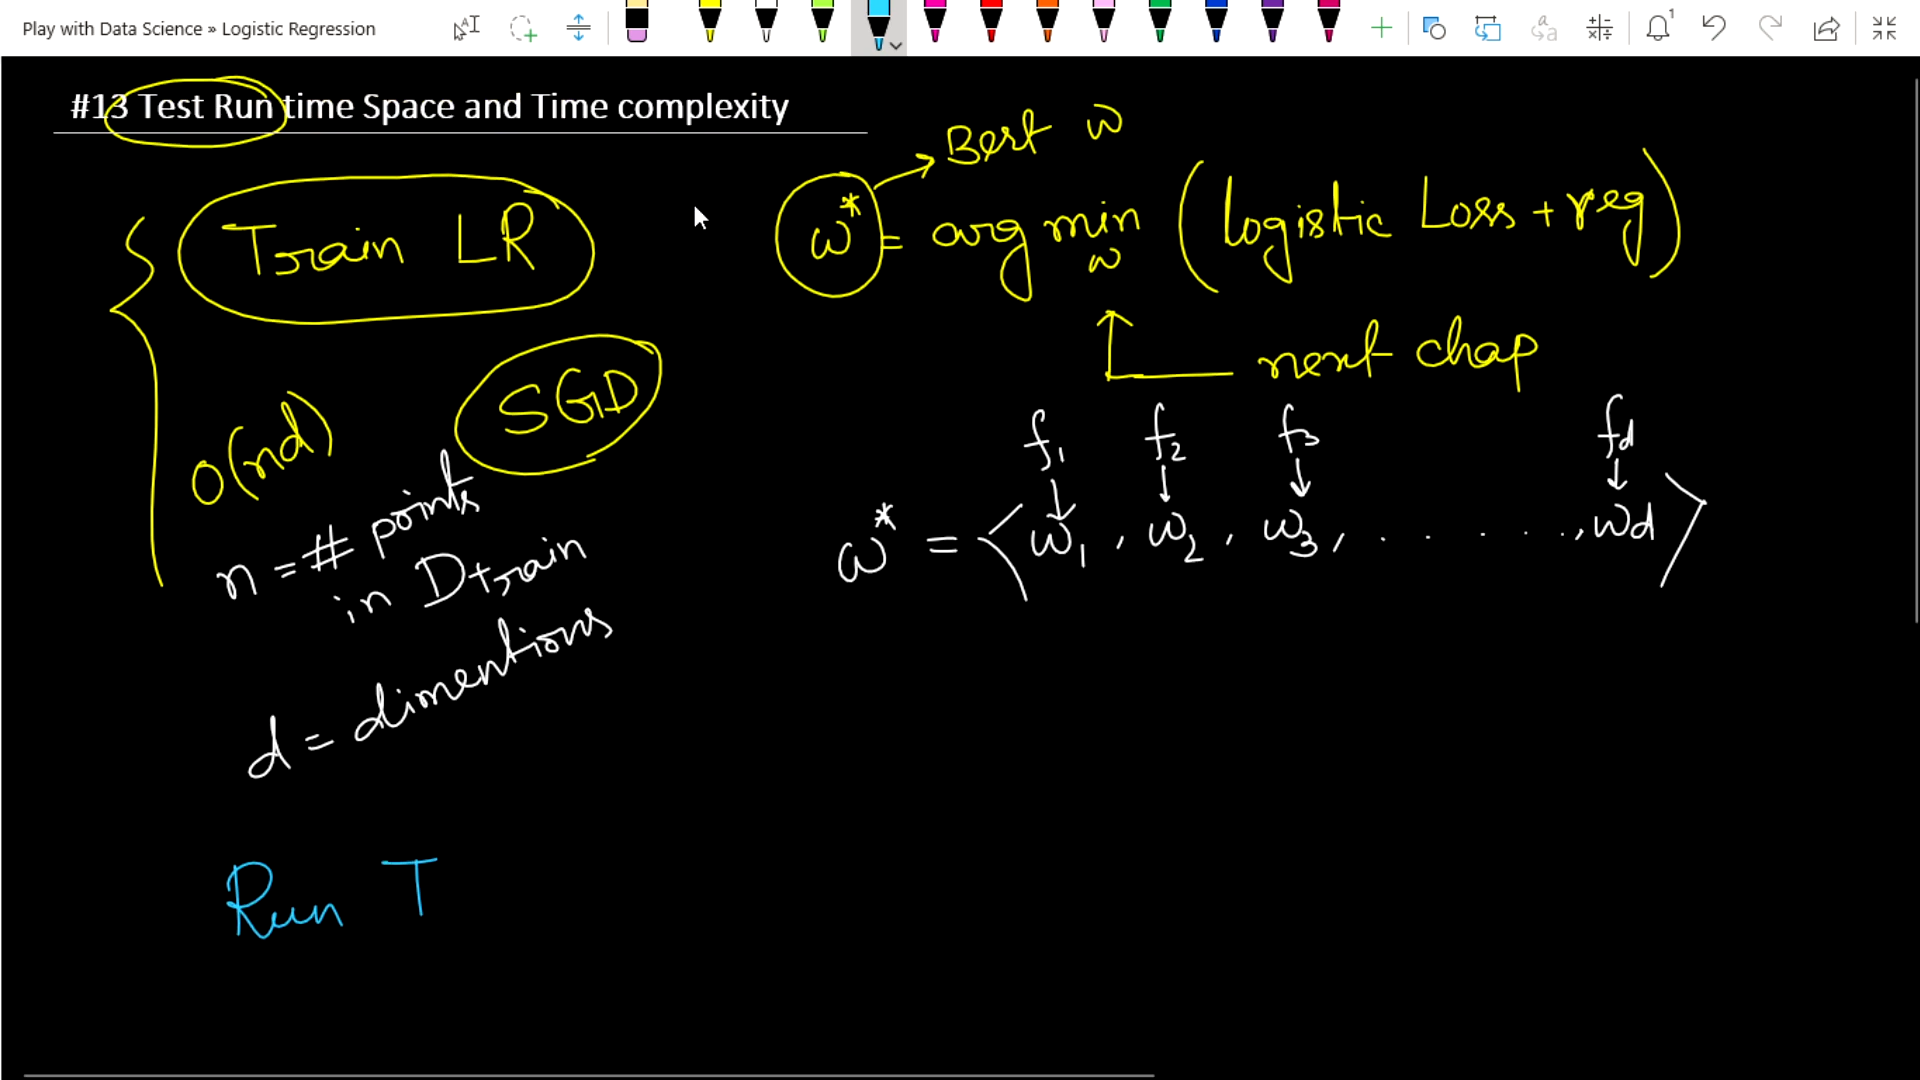 Play with Data Science » Logistic Regression
#13 Test Run time Space and Time complexity
Best w
Train LR
w* = arg min w (logistic Loss + reg)
next chap
SGD
O(nd)
n = # points
in Dtrain
d = dimentions
f1 f2 f3 fd
w* = <w1, w2, w3, . . . . ., wd>
Run T